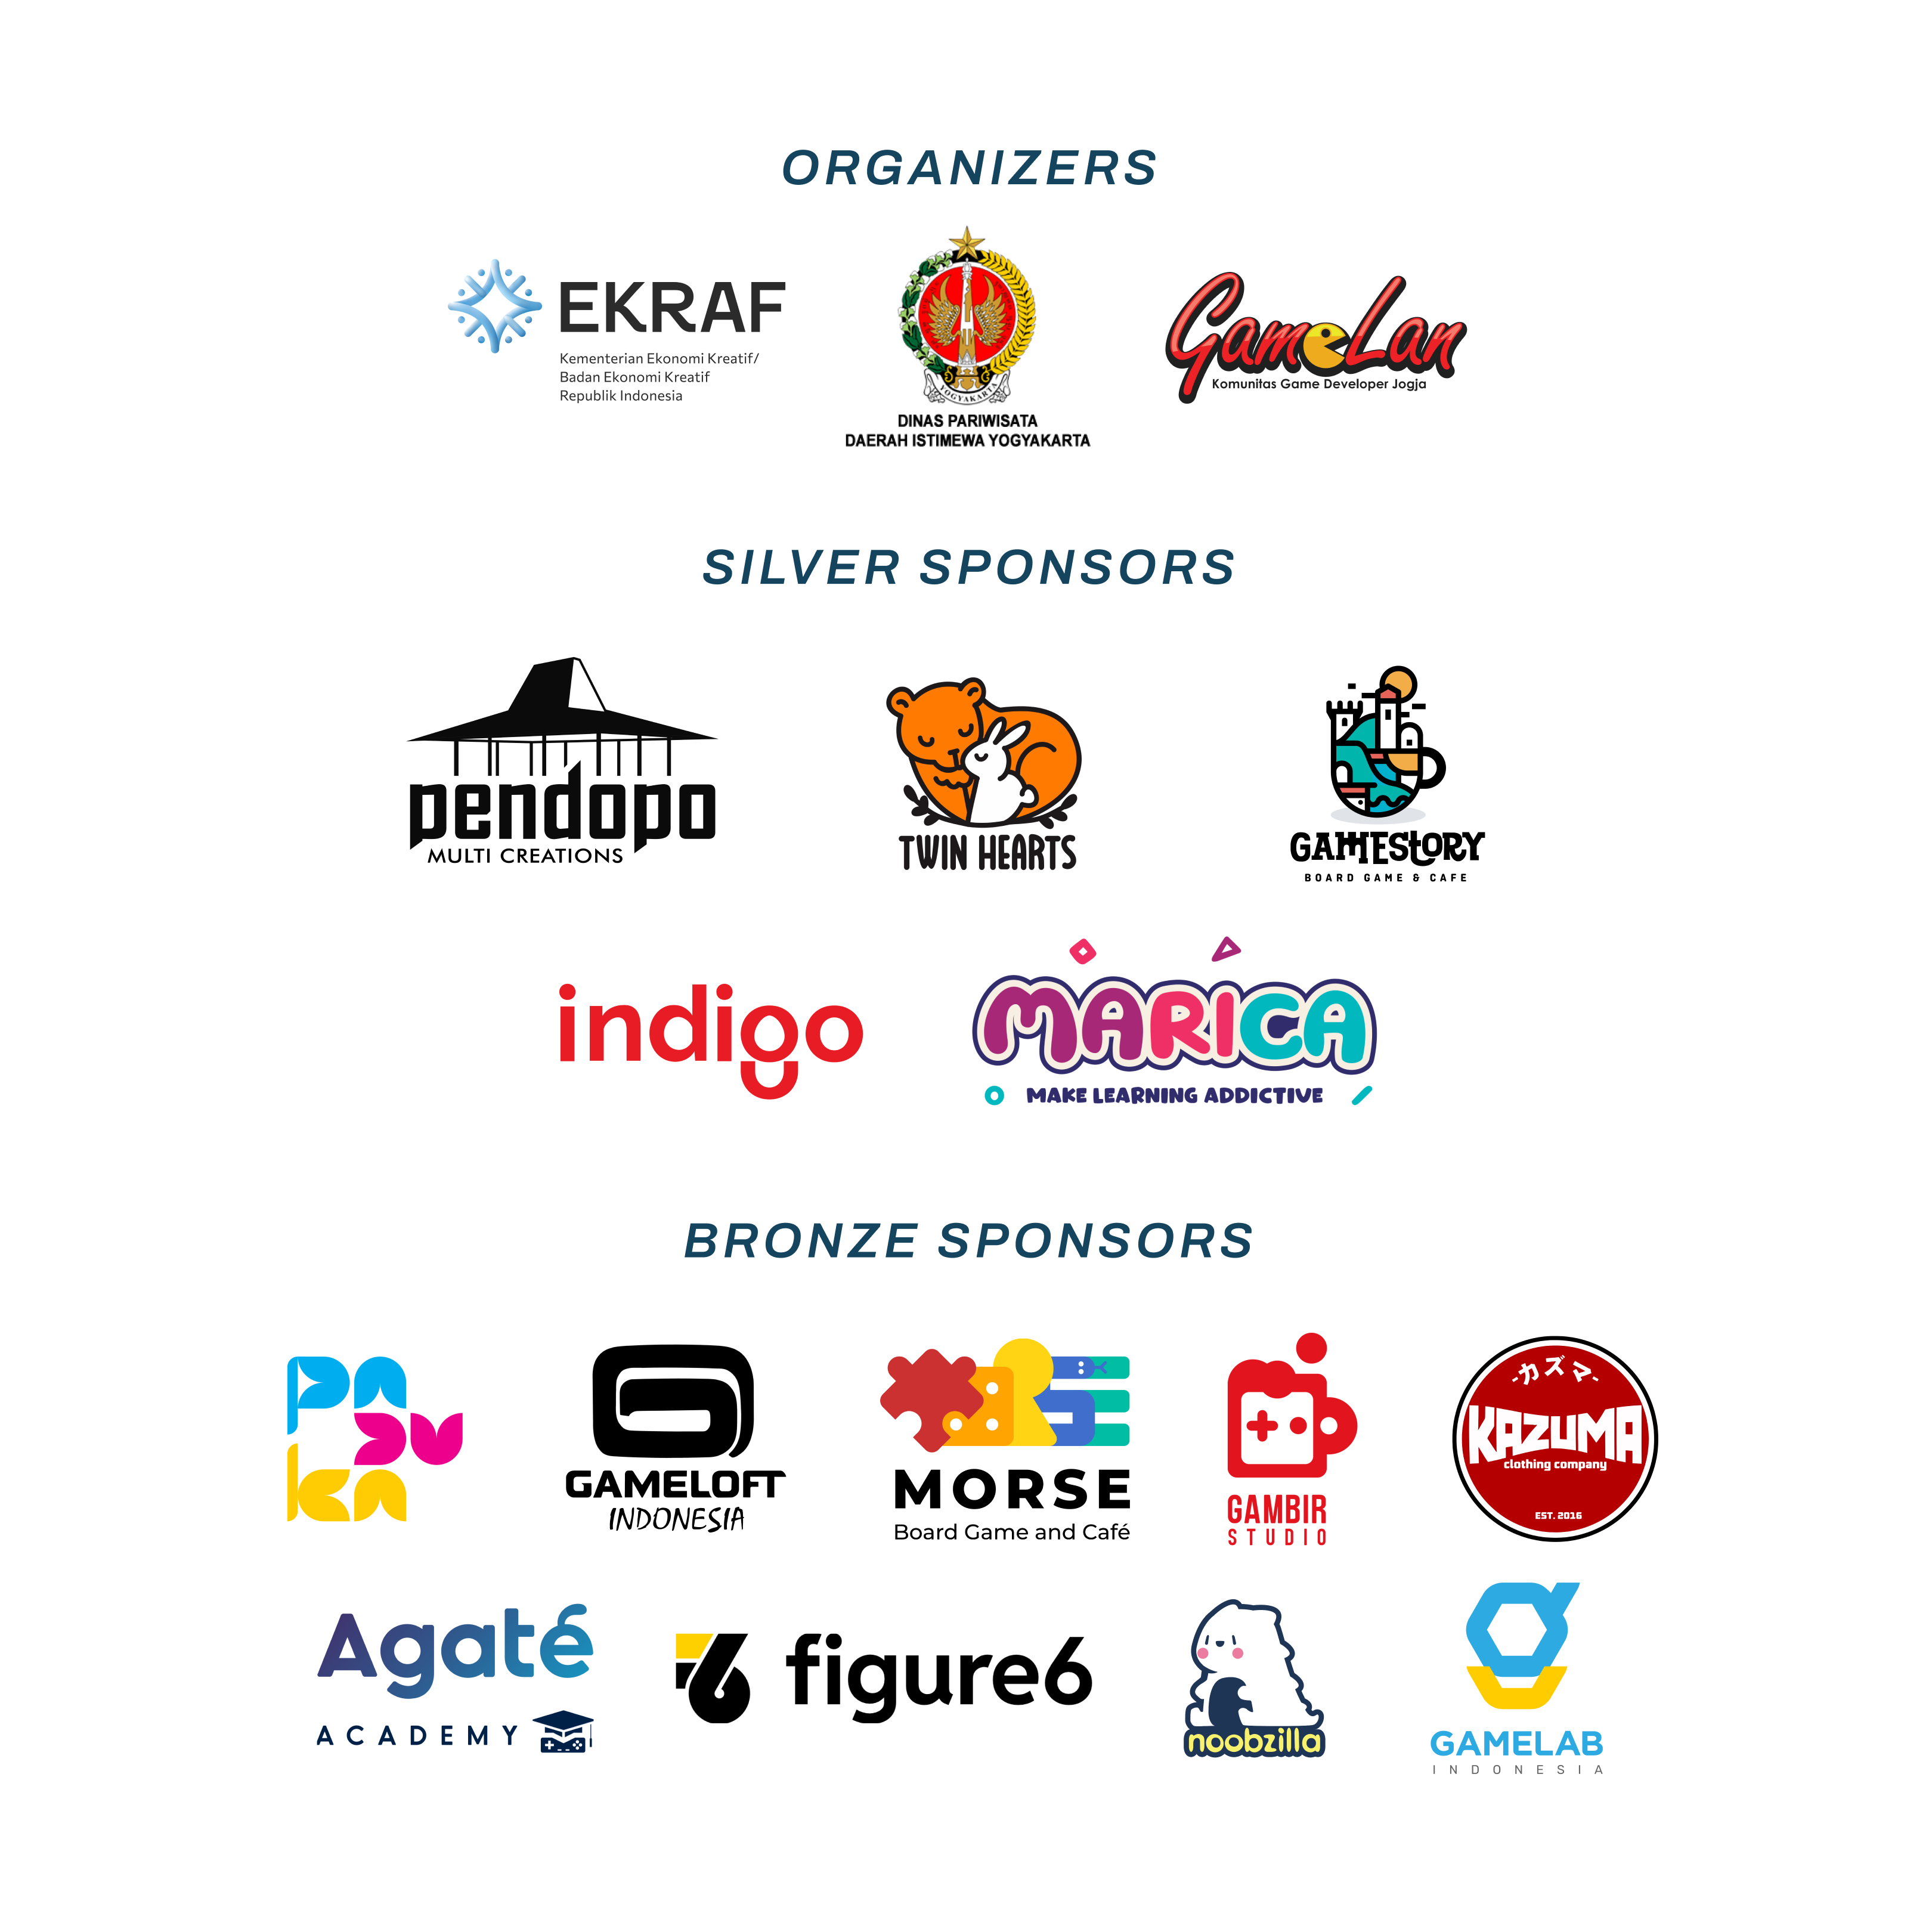 ORGANIZERS
EKRAF
Kementerian Ekonomi Kreatif/
Badan Ekonomi Kreatif
Republik Indonesia
YOGYAKARTA
DINAS PARIWISATA
DAERAH ISTIMEWA YOGYAKARTA
GameLan
Komunitas Game Developer Jogja
SILVER SPONSORS
pendopo
MULTI CREATIONS
TWIN HEARTS
GAMESTORY
BOARD GAME & CAFE
indigo
MARICA
MAKE LEARNING ADDICTIVE
BRONZE SPONSORS
GAMELOFT
INDONESIA
MORSE
Board Game and Café
GAMBIR
STUDIO
-カズマ-
KAZUMA
clothing company
EST. 2016
Agate
ACADEMY
figure6
noobzilla
GAMELAB
INDONESIA